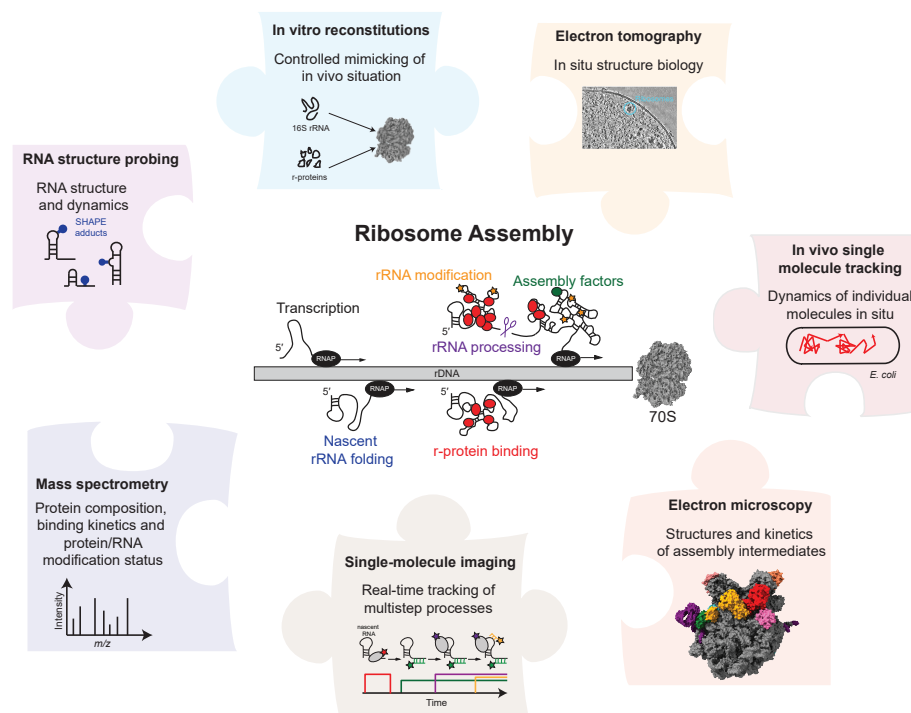 In vitro reconstitutions
Controlled mimicking of
in vivo situation
16S rRNA
r-proteins
Electron tomography
In situ structure biology
RNA structure probing
RNA structure
and dynamics
SHAPE
adducts
Ribosome Assembly
rRNA modification
Assembly factors
Transcription
rRNA processing
5'
RNAP
RNAP
rDNA
5'
RNAP
5'
RNAP
70S
Nascent
rRNA folding
r-protein binding
In vivo single
molecule tracking
Dynamics of individual
molecules in situ
E. coli
Mass spectrometry
Protein composition,
binding kinetics and
protein/RNA
modification status
Intensity
m/z
Single-molecule imaging
Real-time tracking of
multistep processes
nascent
RNA
Time
Electron microscopy
Structures and kinetics
of assembly intermediates